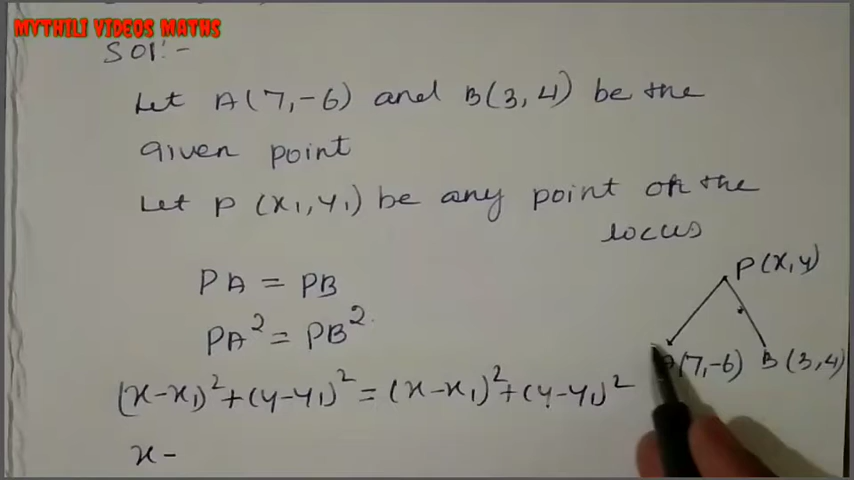 MYTHILI VIDEOS MATHS
Sol:-
Let A(7,-6) and B(3,4) be the
given point
Let P (x₁,y₁) be any point on the
locus
P(x,y)
PA = PB
PA² = PB²
A(7,-6) B(3,4)
(x-x₁)²+(y-y₁)²=(x-x₁)²+(y-y₁)²
x-